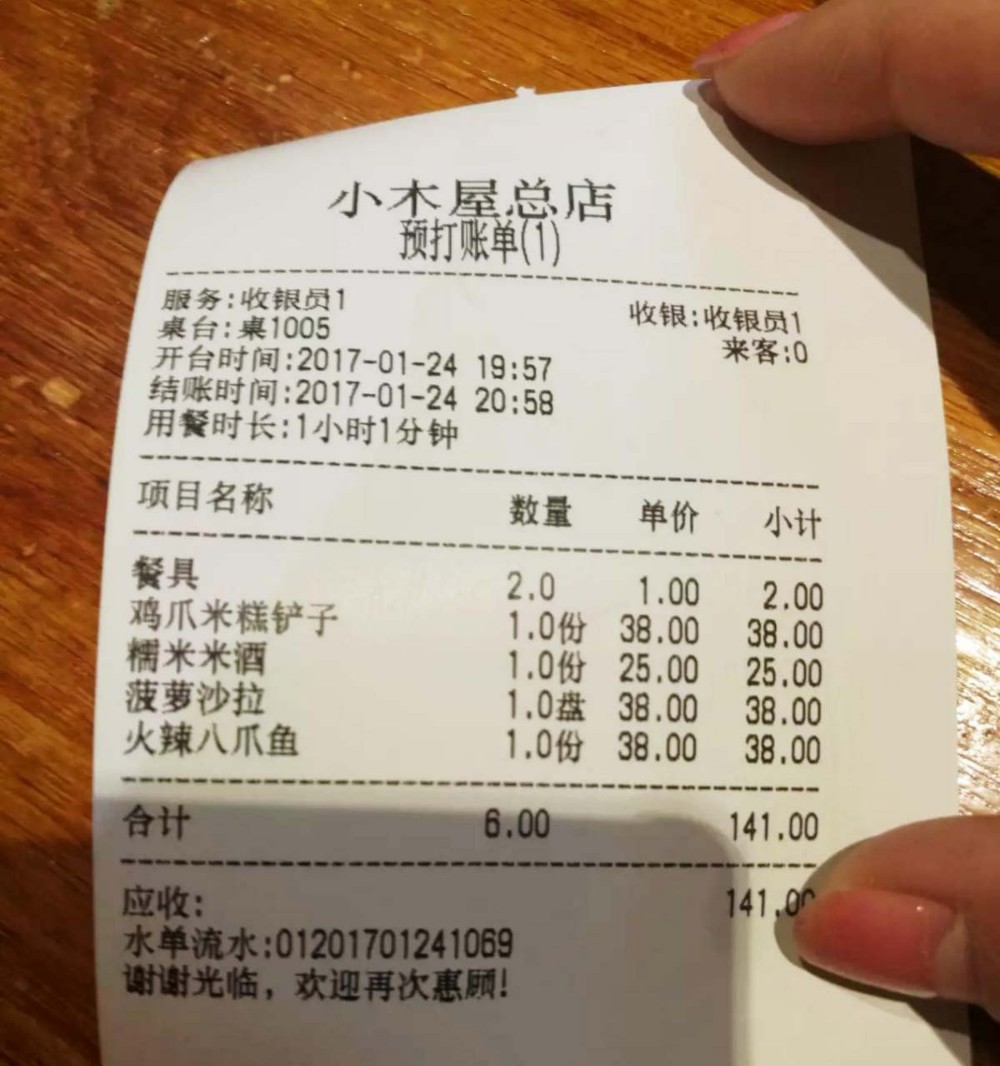 小木屋总店
预打账单(1)
服务:收银员1 收银:收银员1
桌台:桌1005 来客:0
开台时间:2017-01-24 19:57
结账时间:2017-01-24 20:58
用餐时长:1小时1分钟
项目名称 数量 单价 小计
餐具 2.0 1.00 2.00
鸡爪米糕铲子 1.0份 38.00 38.00
糯米米酒 1.0份 25.00 25.00
菠萝沙拉 1.0盘 38.00 38.00
火辣八爪鱼 1.0份 38.00 38.00
合计 6.00 141.00
应收: 141.00
水单流水:01201701241069
谢谢光临，欢迎再次惠顾!